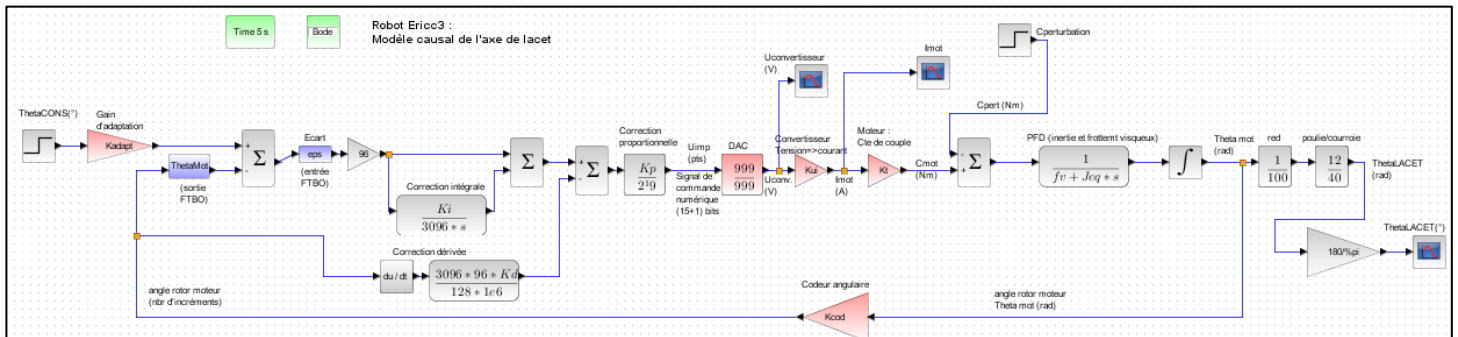 Time 5 s
Bode
Robot Ericc3 :
Modèle causal de l'axe de lacet
Cperturbation
Uconvertisseur
(V)
Imot
ThetaCONS(°)
Gain
d'adaptation
Kadapt
ThetaMot
(sortie
FTBO)
+
-
Σ
Ecart
eps
(entrée
FTBO)
96
Correction intégrale
Ki
3096 * s
Σ
+
-
Σ
Correction
proportionnelle
Kp
2^19
Uimp
(pts)
Signal de
commande
numérique
(15+1) bits
DAC
999
999
Uconv.
(V)
Convertisseur
Tension=>courant
Kui
Imot
(A)
Moteur :
Cte de couple
Kt
Cmot
(Nm)
Cpert (Nm)
-
+
Σ
PFD (inertie et frottemt visqueux)
1
fv + Jeq * s
∫
Theta mot
(rad)
red
1
100
poulie/courroie
12
40
ThetaLACET
(rad)
180/%pi
ThetaLACET(°)
Correction dérivée
du / dt
3096 * 96 * Kd
128 * 1e6
angle rotor moteur
(nbr d'incréments)
Codeur angulaire
Kcod
angle rotor moteur
Theta mot (rad)